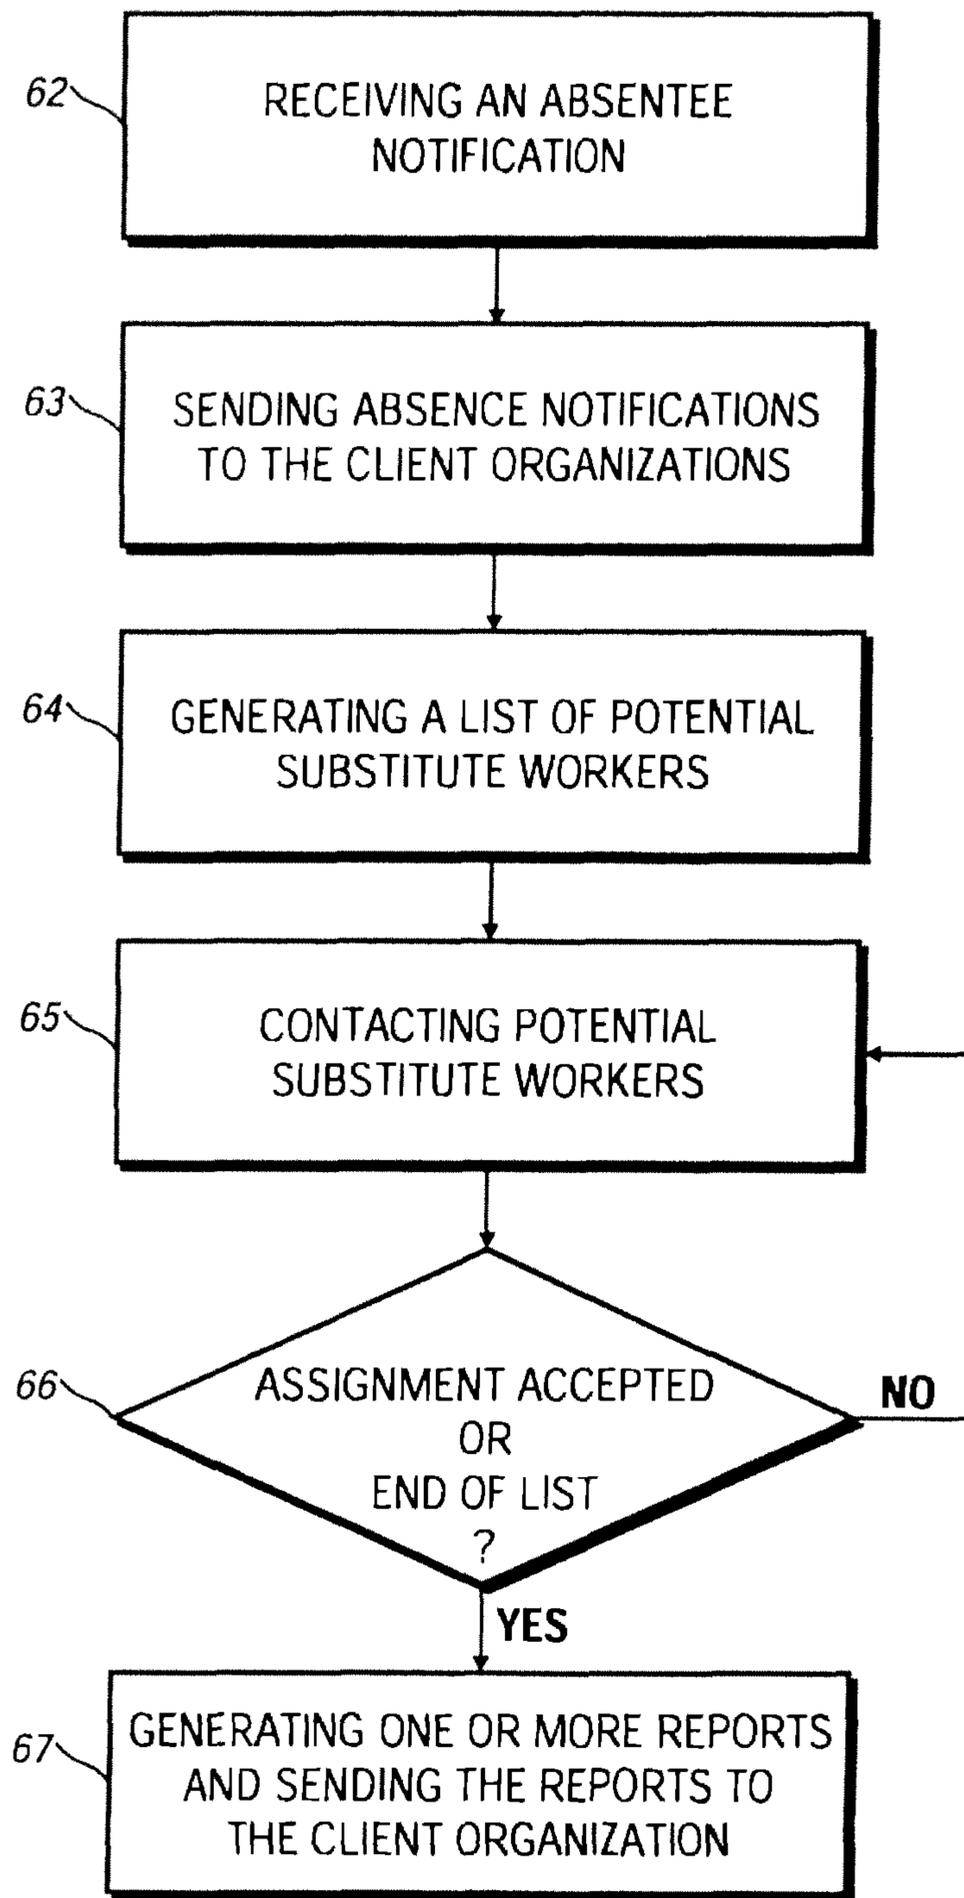 62
RECEIVING AN ABSENTEE
NOTIFICATION
63
SENDING ABSENCE NOTIFICATIONS
TO THE CLIENT ORGANIZATIONS
64
GENERATING A LIST OF POTENTIAL
SUBSTITUTE WORKERS
65
CONTACTING POTENTIAL
SUBSTITUTE WORKERS
66
ASSIGNMENT ACCEPTED
OR
END OF LIST
?
NO
YES
67
GENERATING ONE OR MORE REPORTS
AND SENDING THE REPORTS TO
THE CLIENT ORGANIZATION